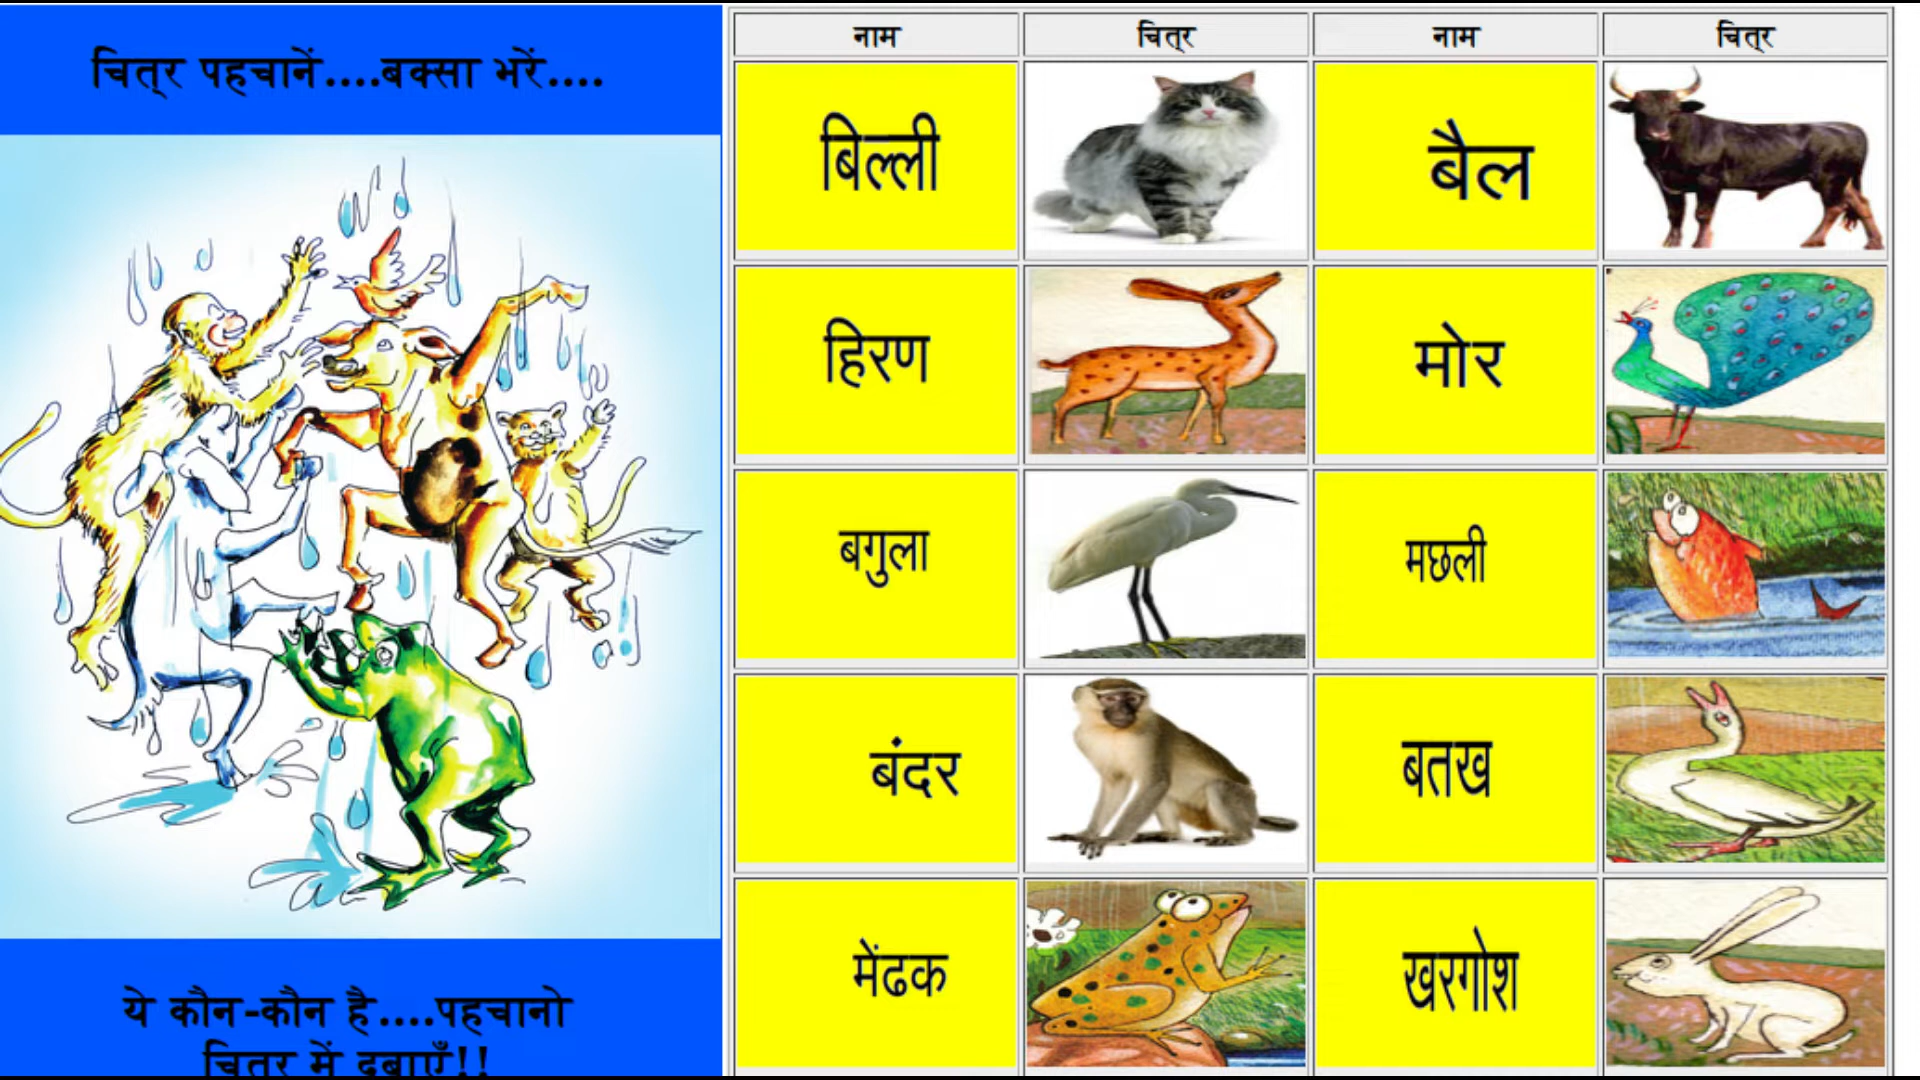 चित्र पहचानें....बक्सा भरें....
ये कौन-कौन है....पहचानो
चित्र में दबाएँ!!
नाम चित्र नाम चित्र
बिल्ली बैल
हिरण मोर
बगुला मछली
बंदर बतख
मेंढक खरगोश